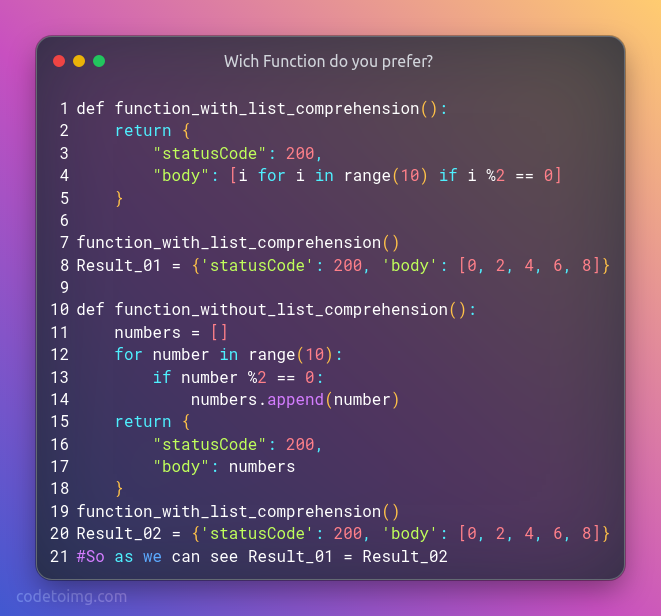 Wich Function do you prefer?
1 def function_with_list_comprehension():
2     return {
3         "statusCode": 200,
4         "body": [i for i in range(10) if i %2 == 0]
5     }
6
7 function_with_list_comprehension()
8 Result_01 = {'statusCode': 200, 'body': [0, 2, 4, 6, 8]}
9
10 def function_without_list_comprehension():
11     numbers = []
12     for number in range(10):
13         if number %2 == 0:
14             numbers.append(number)
15     return {
16         "statusCode": 200,
17         "body": numbers
18     }
19 function_with_list_comprehension()
20 Result_02 = {'statusCode': 200, 'body': [0, 2, 4, 6, 8]}
21 #So as we can see Result_01 = Result_02
codetoimg.com